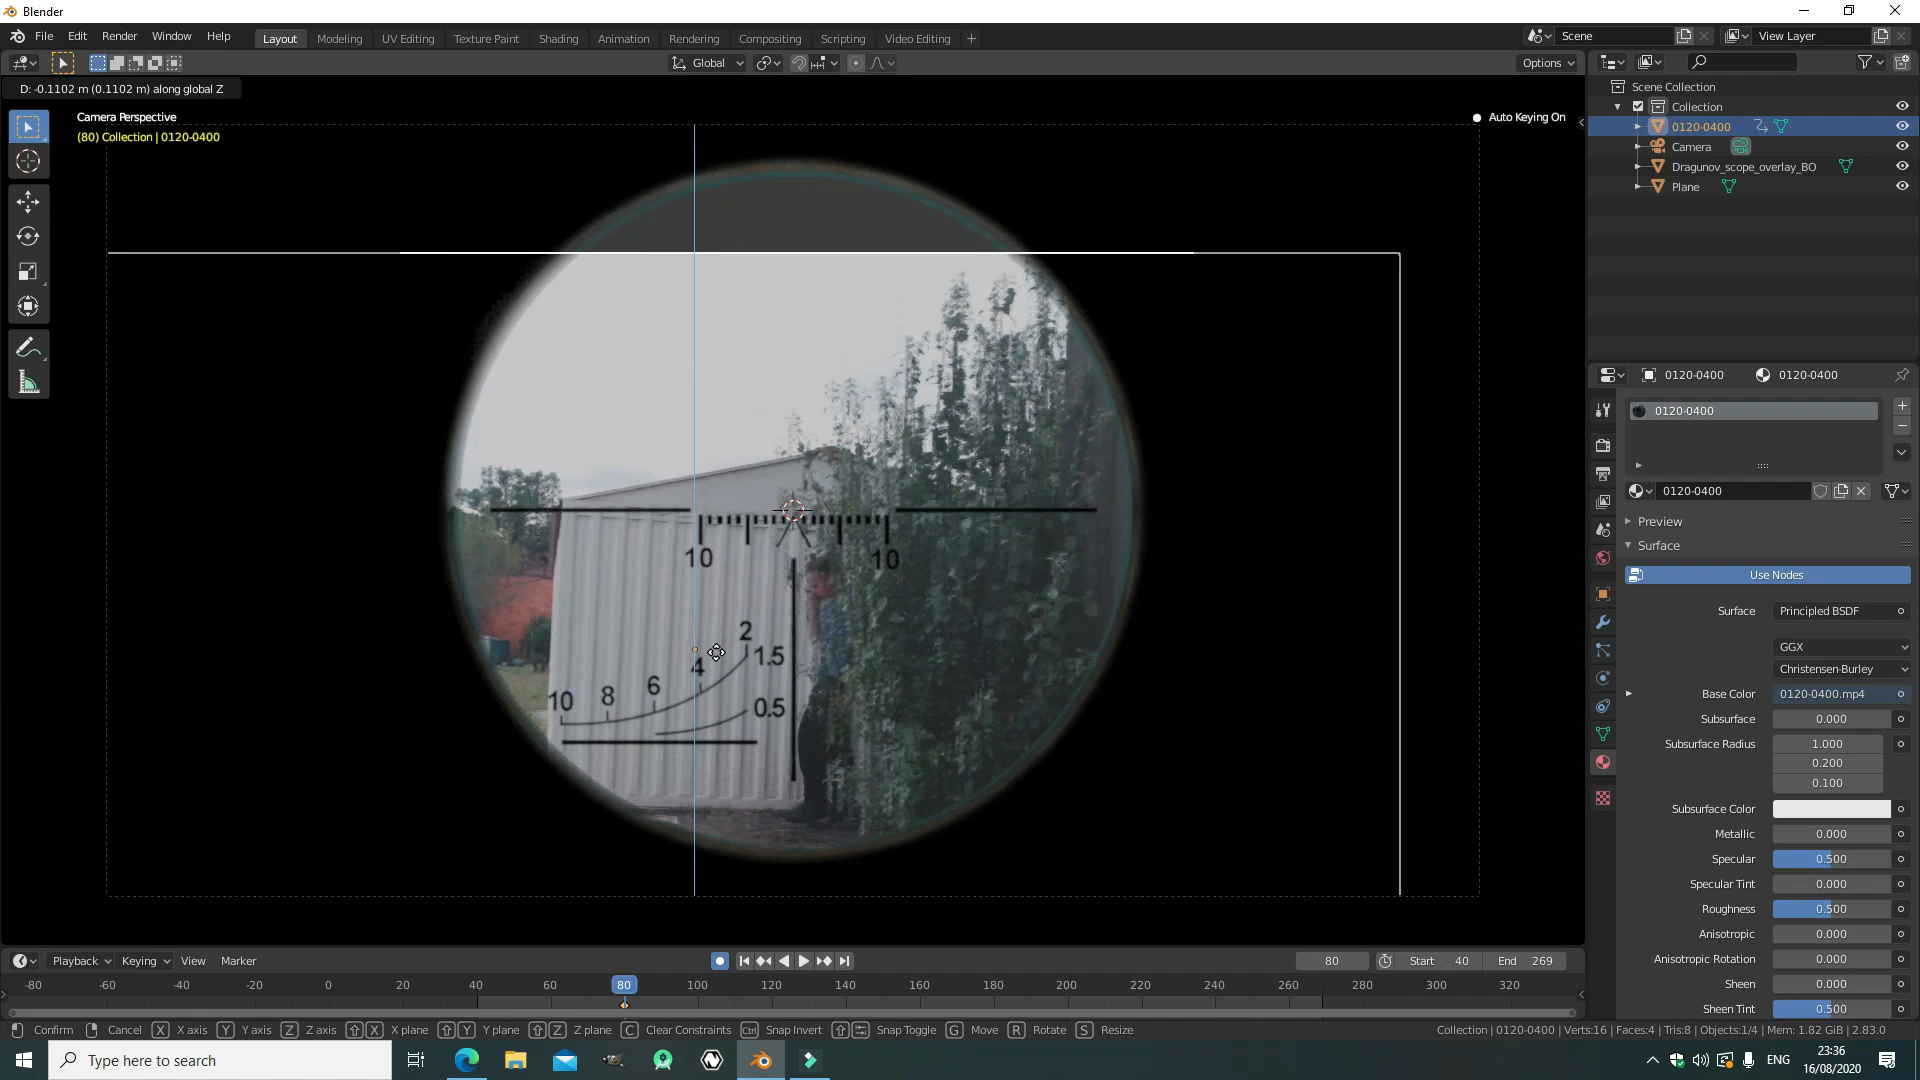 Blender
File Edit Render Window Help
Layout Modeling UV Editing Texture Paint Shading Animation Rendering Compositing Scripting Video Editing +
Scene
View Layer
Global
Options
D: -0.1102 m (0.1102 m) along global Z
Camera Perspective
(80) Collection | 0120-0400
Auto Keying On
10 10
2
1.5
4
6
8
10
0.5
Scene Collection
Collection
0120-0400
Camera
Dragunov_scope_overlay_BO
Plane
0120-0400 0120-0400
0120-0400
0120-0400
Preview
Surface
Use Nodes
Surface Principled BSDF
GGX
Christensen-Burley
Base Color 0120-0400.mp4
Subsurface 0.000
Subsurface Radius 1.000
0.200
0.100
Subsurface Color
Metallic 0.000
Specular 0.500
Specular Tint 0.000
Roughness 0.500
Anisotropic 0.000
Anisotropic Rotation 0.000
Sheen 0.000
Sheen Tint 0.500
Playback Keying View Marker
80 Start 40 End 269
-80 -60 -40 -20 0 20 40 60 80 100 120 140 160 180 200 220 240 260 280 300 320
Confirm Cancel X X axis Y Y axis Z Z axis X X plane Y Y plane Z Z plane C Clear Constraints Ctrl Snap Invert Snap Toggle G Move R Rotate S Resize
Collection | 0120-0400 | Verts:16 | Faces:4 | Tris:8 | Objects:1/4 | Mem: 1.82 GiB | 2.83.0
Type here to search
ENG
23:36
16/08/2020